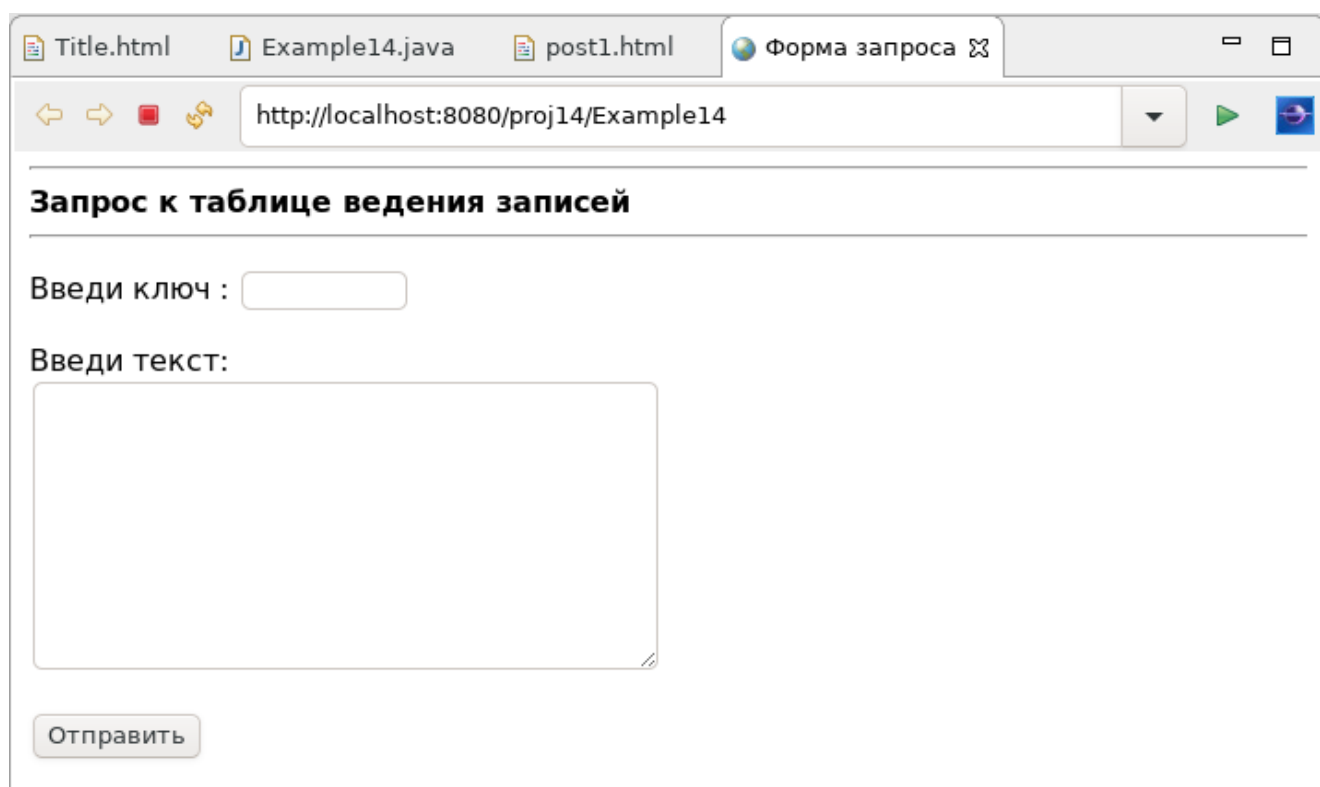 Title.html Example14.java post1.html Форма запроса
http://localhost:8080/proj14/Example14
Запрос к таблице ведения записей
Введи ключ :
Введи текст:
Отправить